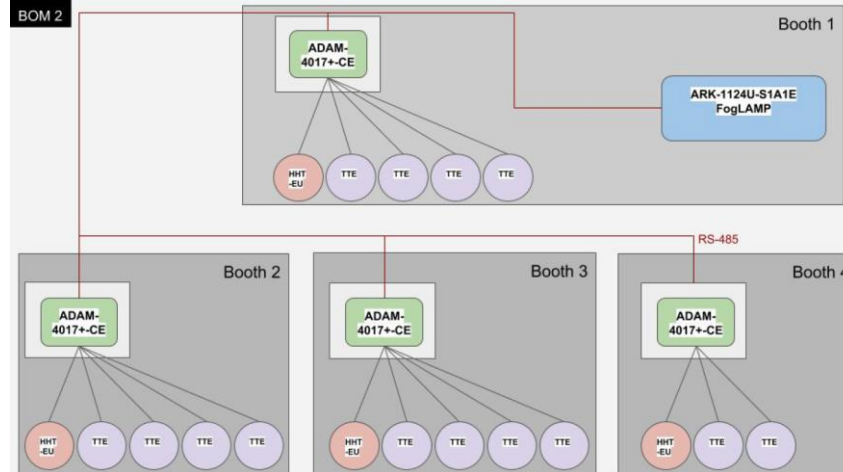 BOM 2
Booth 1
ADAM-
4017+-CE
ARK-1124U-S1A1E
FogLAMP
HHT
-EU
TTE
TTE
TTE
TTE
RS-485
Booth 2
ADAM-
4017+-CE
HHT
-EU
TTE
TTE
TTE
TTE
Booth 3
ADAM-
4017+-CE
HHT
-EU
TTE
TTE
TTE
TTE
Booth 4
ADAM-
4017+-CE
HHT
-EU
TTE
TTE